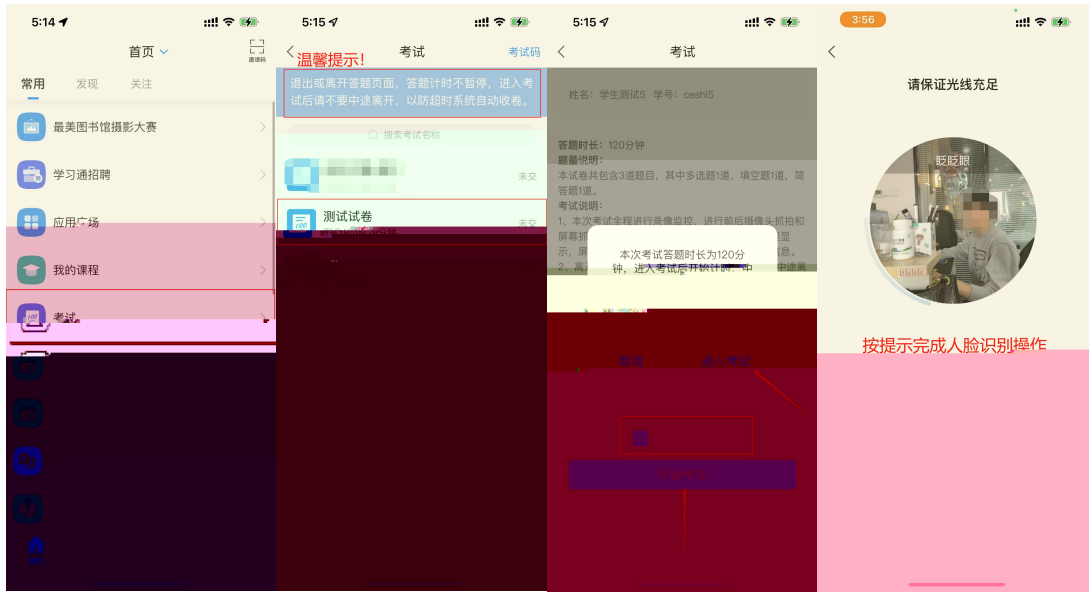 5:14
首页
邀请码
常用
发现
关注
最美图书馆摄影大赛
学习通招聘
应用广场
我的课程
考试
5:15
考试
考试码
温馨提示!
退出或离开答题页面,答题计时不暂停,进入考
试后请不要中途离开,以防超时系统自动收卷。
搜索考试名称
未交
测试试卷
未交
5:15
考试
姓名:学生测试5 学号:ceshi5
答题时长:120分钟
题量说明:
本试卷共包含3道题目,其中多选题1道,填空题1道,简
答题1道。
考试说明:
1、本次考试全程进行录像监控,进行前后摄像头抓拍和
屏幕抓
显
示,屏
息。
2、离
中途离
本次考试答题时长为120分
钟,进入考试后开始计时,中
进入考试
3:56
请保证光线充足
眨眨眼
按提示完成人脸识别操作